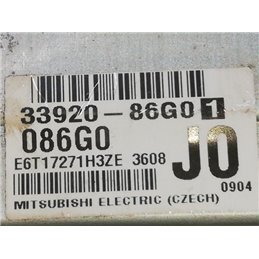 33920-86G0 1
086G0
E6T17271H3ZE 3608
J0
0904
MITSUBISHI ELECTRIC (CZECH)